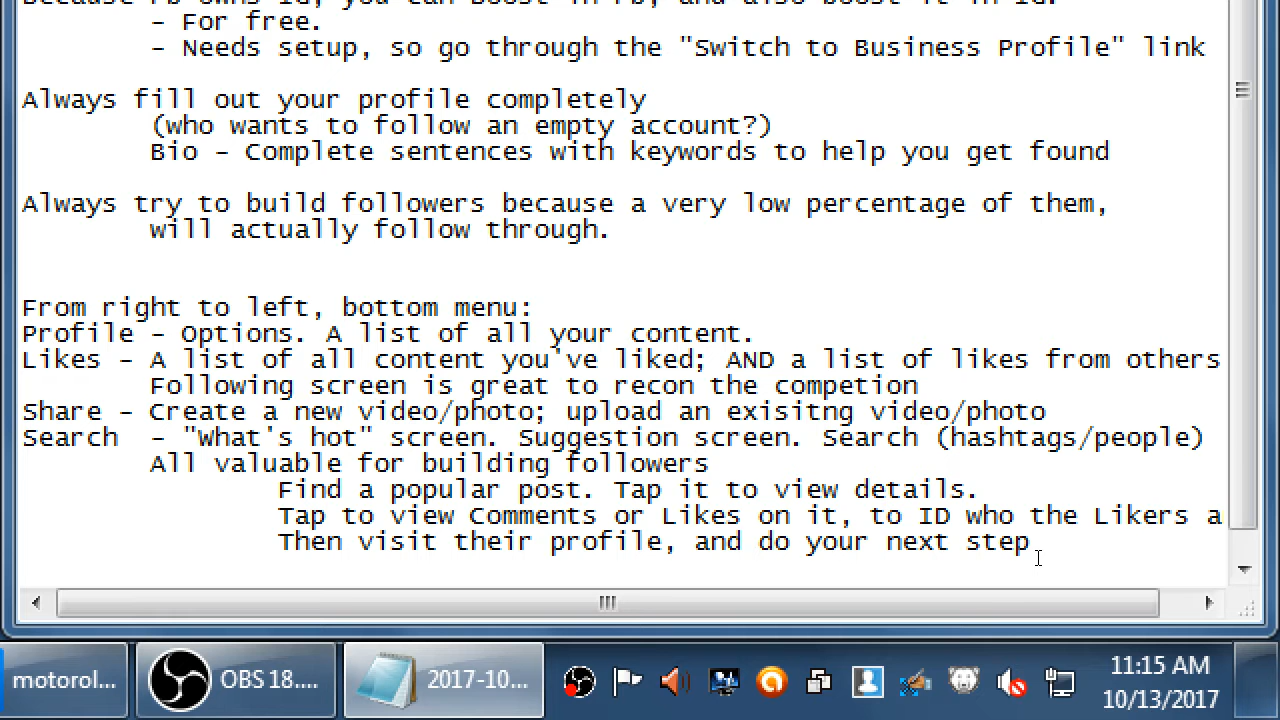 - For free.
- Needs setup, so go through the "Switch to Business Profile" link
Always fill out your profile completely
(who wants to follow an empty account?)
Bio - Complete sentences with keywords to help you get found
Always try to build followers because a very low percentage of them,
will actually follow through.
From right to left, bottom menu:
Profile - Options. A list of all your content.
Likes - A list of all content you've liked; AND a list of likes from others
Following screen is great to recon the competion
Share - Create a new video/photo; upload an exisitng video/photo
Search - "What's hot" screen. Suggestion screen. Search (hashtags/people)
All valuable for building followers
Find a popular post. Tap it to view details.
Tap to view Comments or Likes on it, to ID who the Likers a
Then visit their profile, and do your next step
motorol... OBS 18.... 2017-10... 11:15 AM
10/13/2017